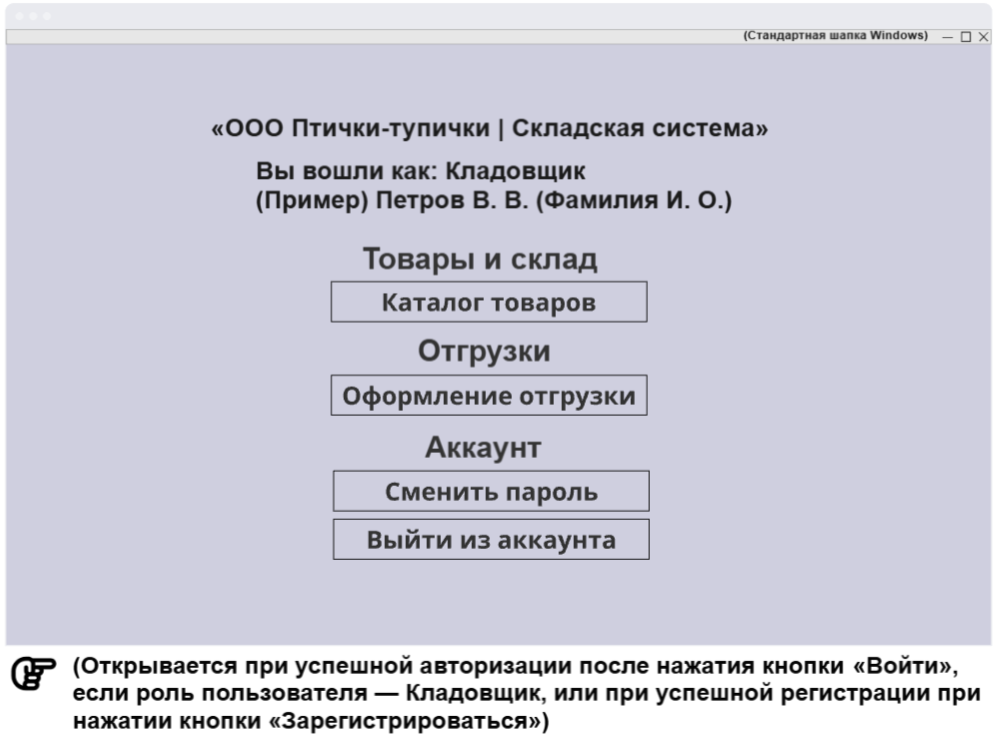 (Стандартная шапка Windows)
«ООО Птички-тупички | Складская система»
Вы вошли как: Кладовщик
(Пример) Петров В. В. (Фамилия И. О.)
Товары и склад
Каталог товаров
Отгрузки
Оформление отгрузки
Аккаунт
Сменить пароль
Выйти из аккаунта
(Открывается при успешной авторизации после нажатия кнопки «Войти»,
если роль пользователя — Кладовщик, или при успешной регистрации при
нажатии кнопки «Зарегистрироваться»)